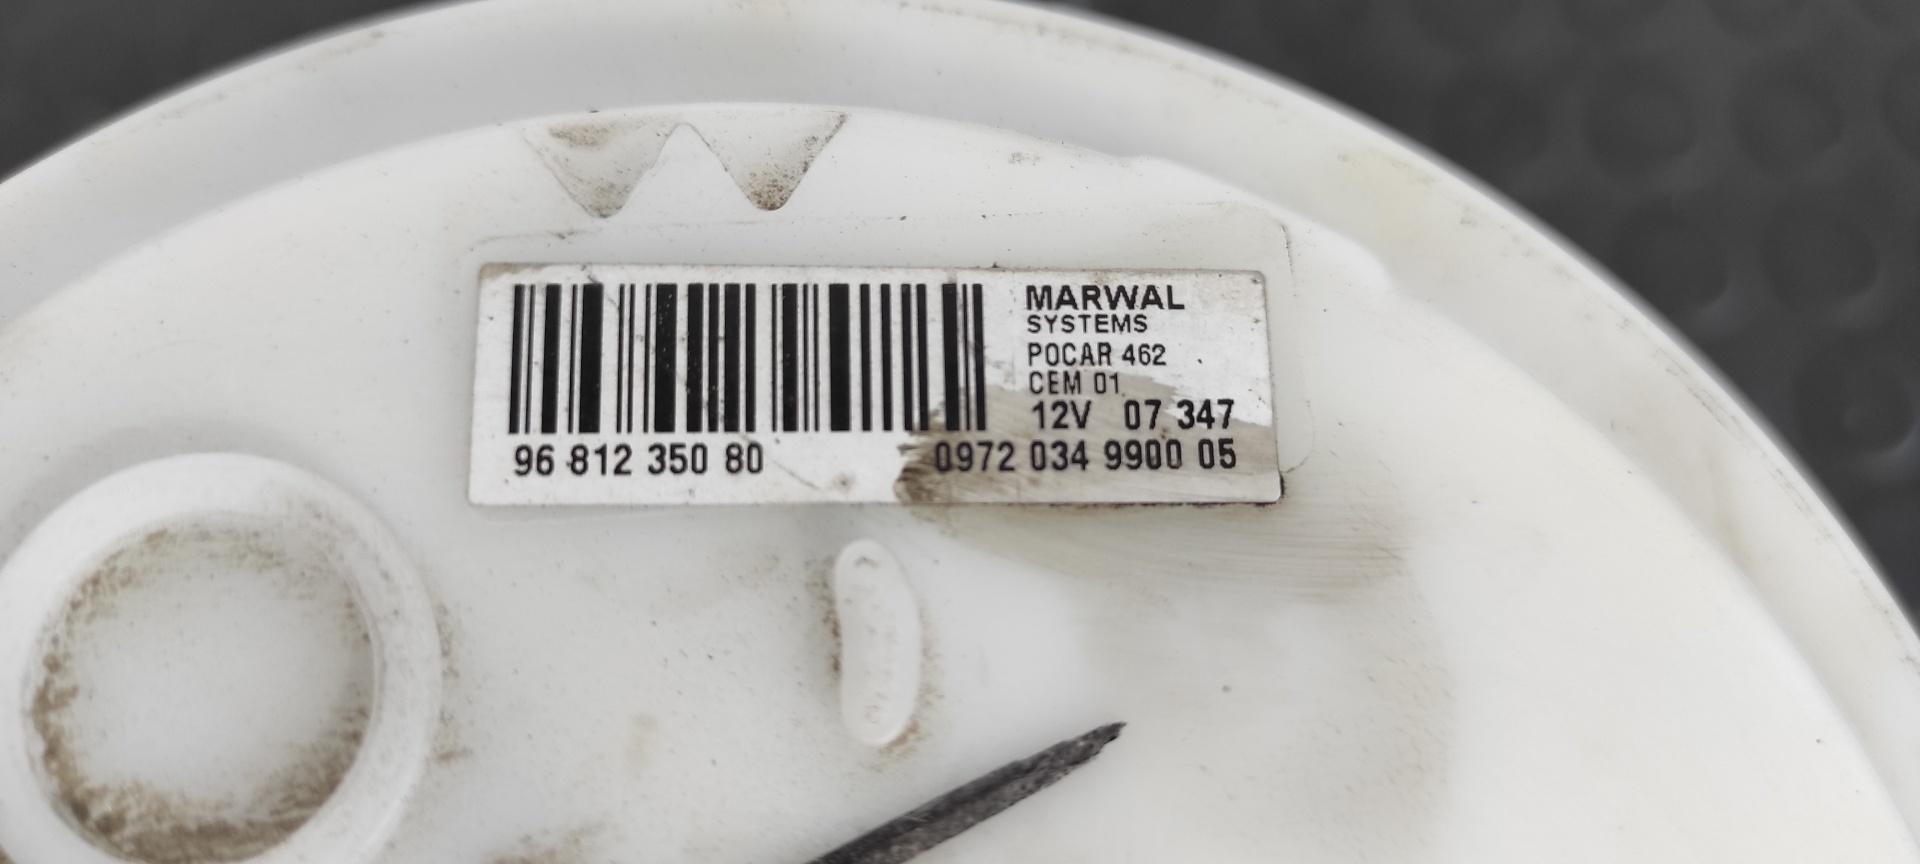 MARWAL
SYSTEMS
POCAR 462
CEM 01
12V 07 347
96 812 350 80 0972 034 9900 05